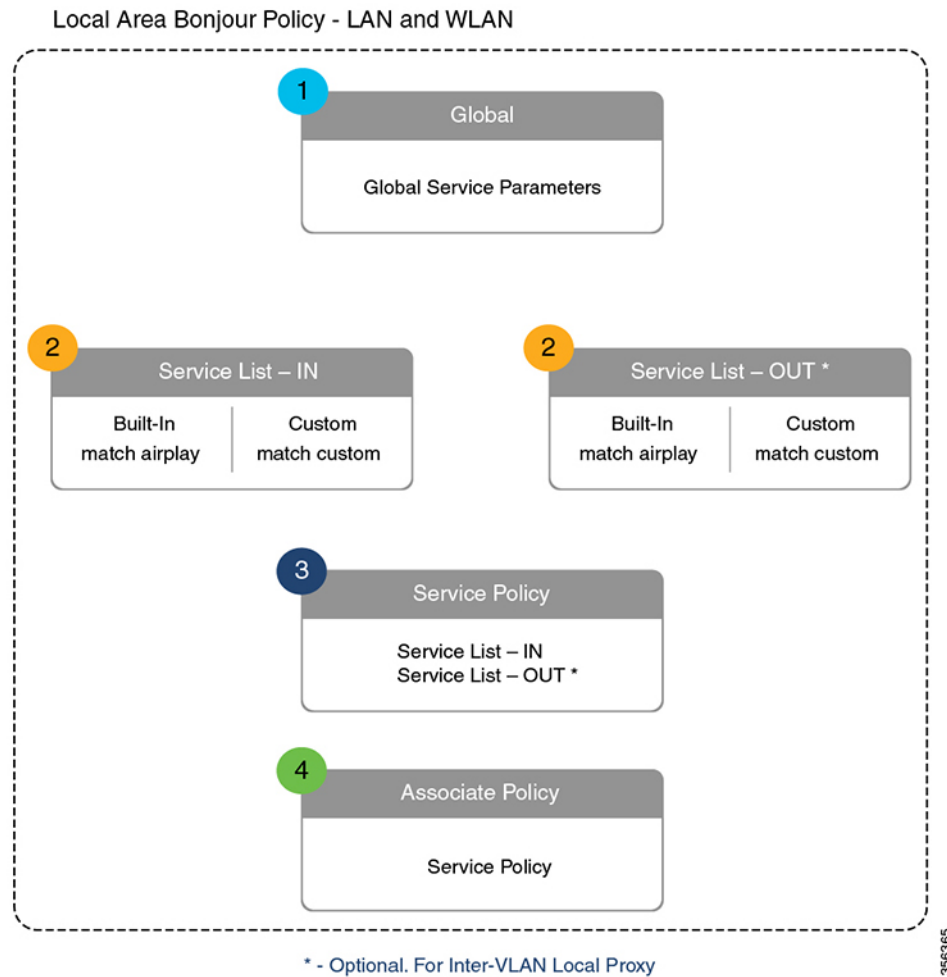 Local Area Bonjour Policy - LAN and WLAN
1
Global
Global Service Parameters
2
Service List – IN
Built-In
match airplay
Custom
match custom
2
Service List – OUT *
Built-In
match airplay
Custom
match custom
3
Service Policy
Service List – IN
Service List – OUT *
4
Associate Policy
Service Policy
* - Optional. For Inter-VLAN Local Proxy
356365